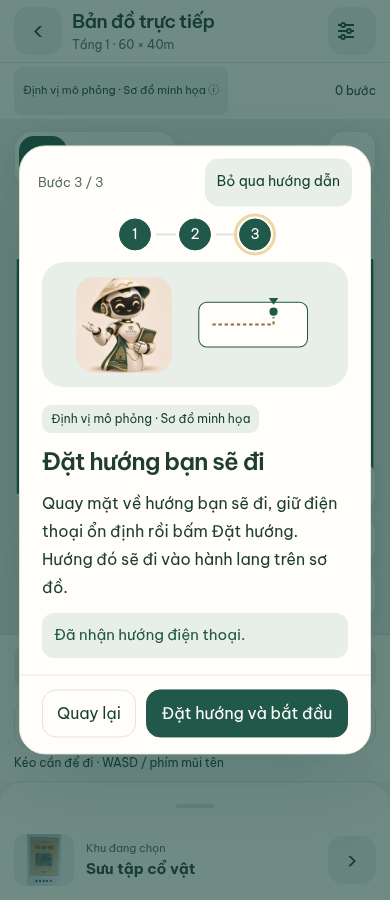 Bản đồ trực tiếp
Tầng 1 · 60 × 40m
Định vị mô phỏng · Sơ đồ minh họa ⓘ
0 bước
Bước 3 / 3
Bỏ qua hướng dẫn
1
2
3
Định vị mô phỏng · Sơ đồ minh họa
Đặt hướng bạn sẽ đi
Quay mặt về hướng bạn sẽ đi, giữ điện
thoại ổn định rồi bấm Đặt hướng.
Hướng đó sẽ đi vào hành lang trên sơ
đồ.
Đã nhận hướng điện thoại.
Quay lại
Đặt hướng và bắt đầu
Kéo cần để đi · WASD / phím mũi tên
Khu đang chọn
Sưu tập cổ vật